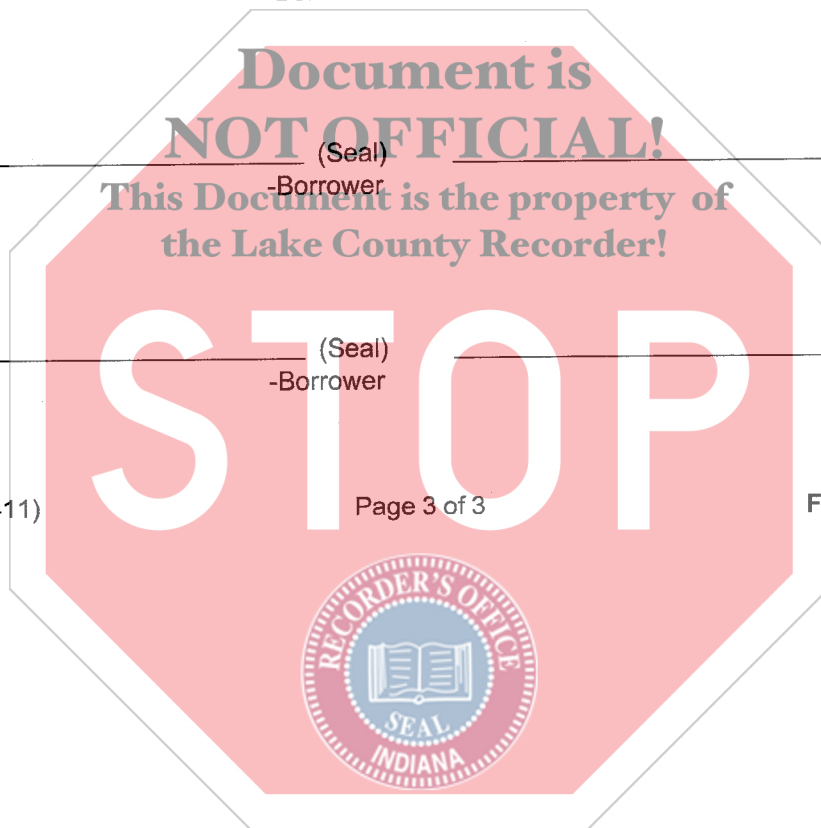 Document is
NOT OFFICIAL!
(Seal)
-Borrower
This Document is the property of
the Lake County Recorder!
(Seal)
-Borrower
STOP
11)
Page 3 of 3
F
RECORDER'S OFFICE
SEAL
INDIANA